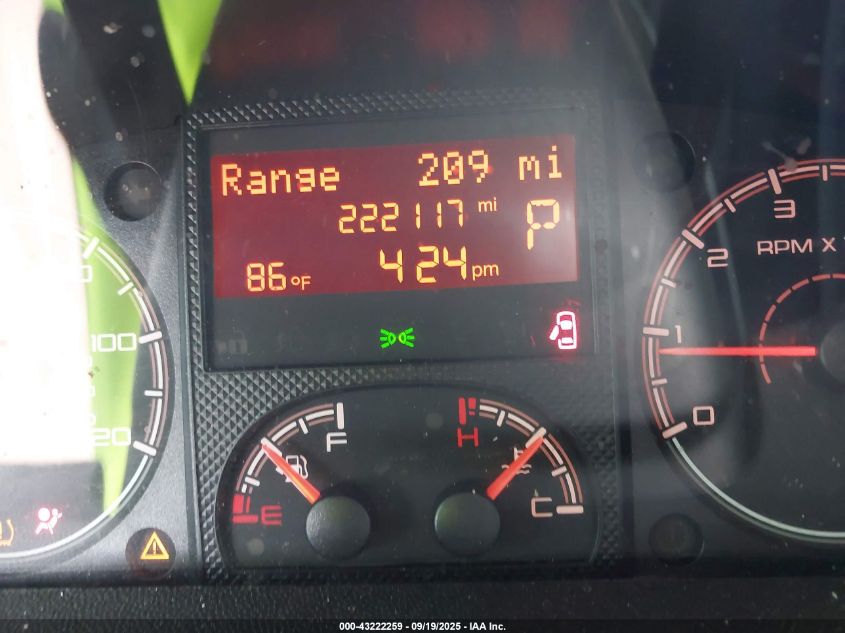 Range 209 mi
222117 mi
P
86°F 424 pm
100
20
F
E
H
C
3
2
1
0
RPM X
000-43222259 - 09/19/2025 - IAA Inc.